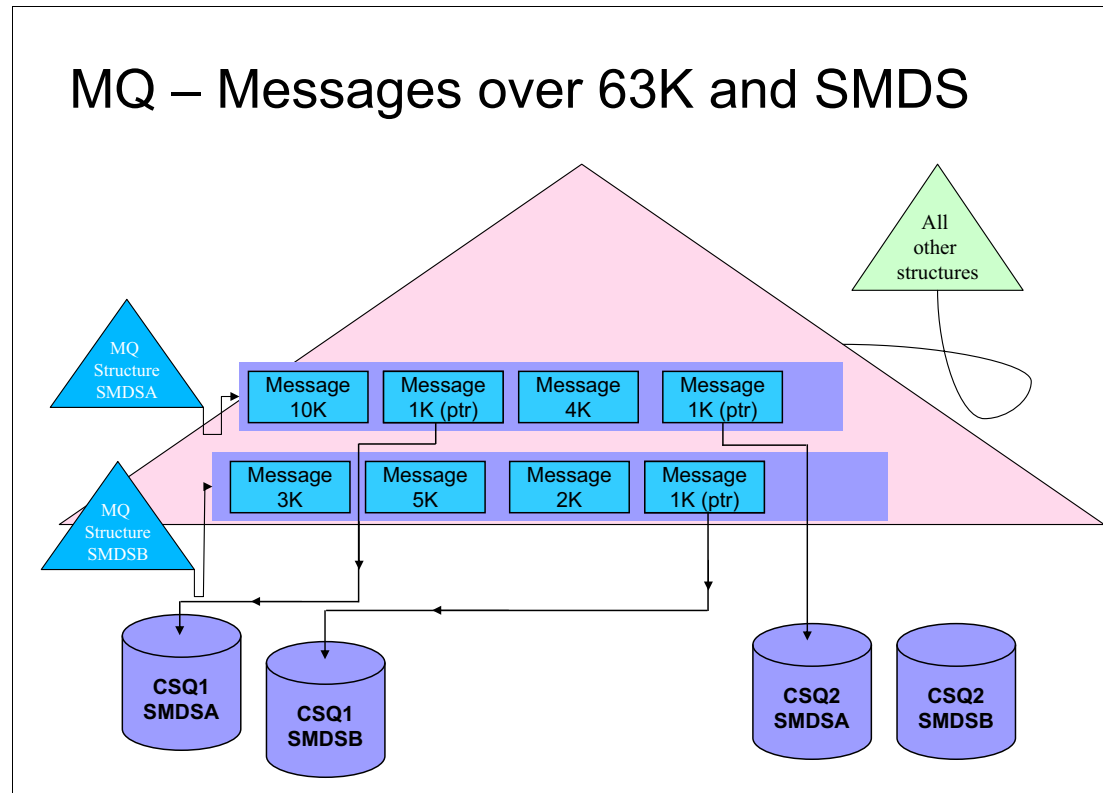 MQ – Messages over 63K and SMDS
All
other
structures
MQ
Structure
SMDSA
Message
10K
Message
1K (ptr)
Message
4K
Message
1K (ptr)
MQ
Structure
SMDSB
Message
3K
Message
5K
Message
2K
Message
1K (ptr)
CSQ1
SMDSA
CSQ1
SMDSB
CSQ2
SMDSA
CSQ2
SMDSB